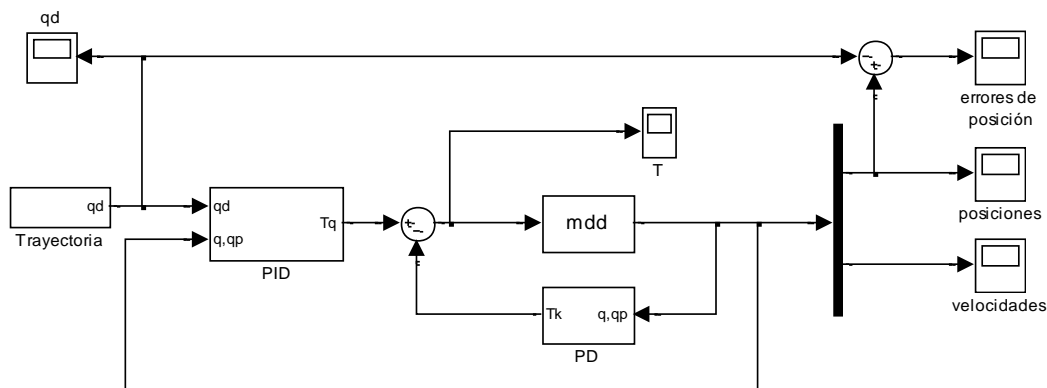 qd
errores de
posición
T
qd
Trayectoria
qd
q,qp
Tq
PID
mdd
posiciones
Tk
q,qp
PD
velocidades